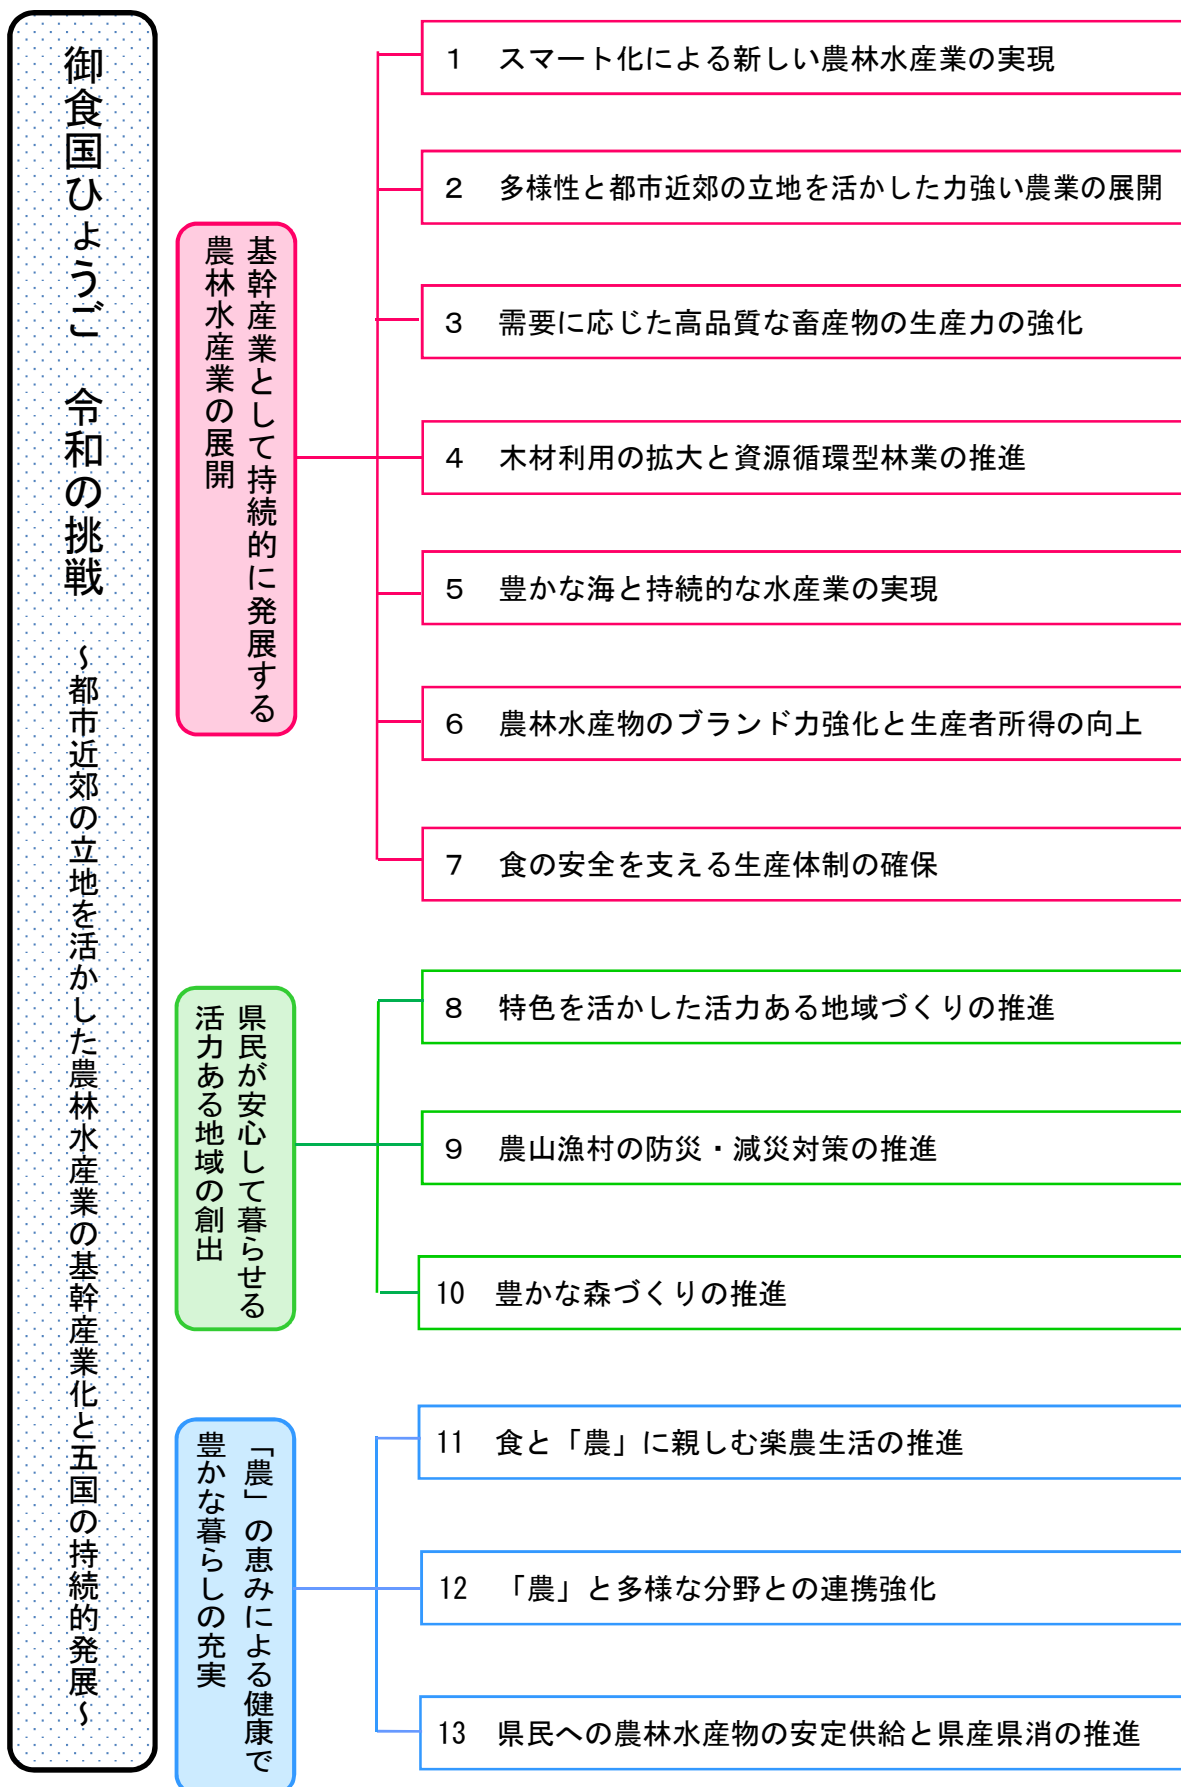 御食国ひょうご　令和の挑戦　～都市近郊の立地を活かした農林水産業の基幹産業化と五国の持続的発展～
基幹産業として持続的に発展する
農林水産業の展開
1　スマート化による新しい農林水産業の実現
2　多様性と都市近郊の立地を活かした力強い農業の展開
3　需要に応じた高品質な畜産物の生産力の強化
4　木材利用の拡大と資源循環型林業の推進
5　豊かな海と持続的な水産業の実現
6　農林水産物のブランド力強化と生産者所得の向上
7　食の安全を支える生産体制の確保
県民が安心して暮らせる
活力ある地域の創出
8　特色を活かした活力ある地域づくりの推進
9　農山漁村の防災・減災対策の推進
10　豊かな森づくりの推進
「農」の恵みによる健康で
豊かな暮らしの充実
11　食と「農」に親しむ楽農生活の推進
12　「農」と多様な分野との連携強化
13　県民への農林水産物の安定供給と県産県消の推進